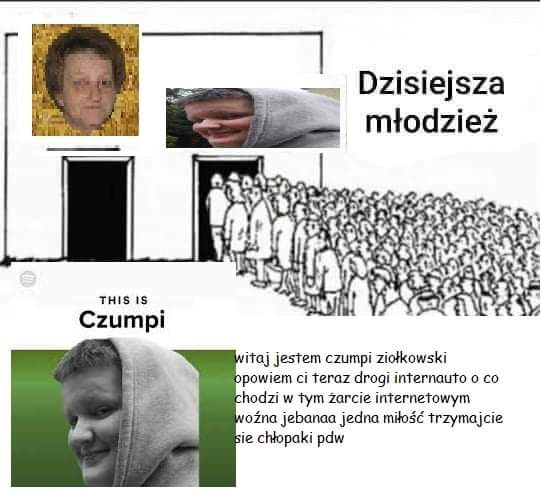 Dzisiejsza
młodzież
THIS IS
Czumpi
witaj jestem czumpi ziołkowski
opowiem ci teraz drogi internauto o co
chodzi w tym żarcie internetowym
woźna jebanaa jedna miłość trzymajcie
sie chłopaki pdw